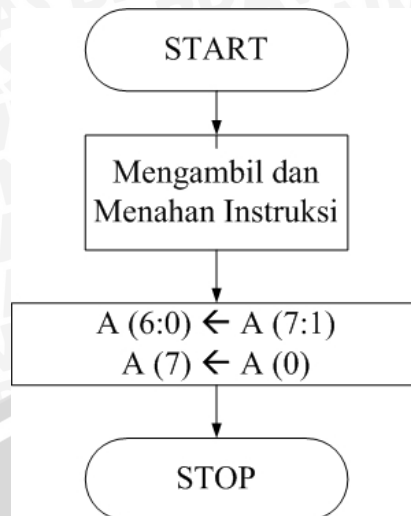 START
Mengambil dan
Menahan Instruksi
A (6:0) ← A (7:1)
A (7) ← A (0)
STOP